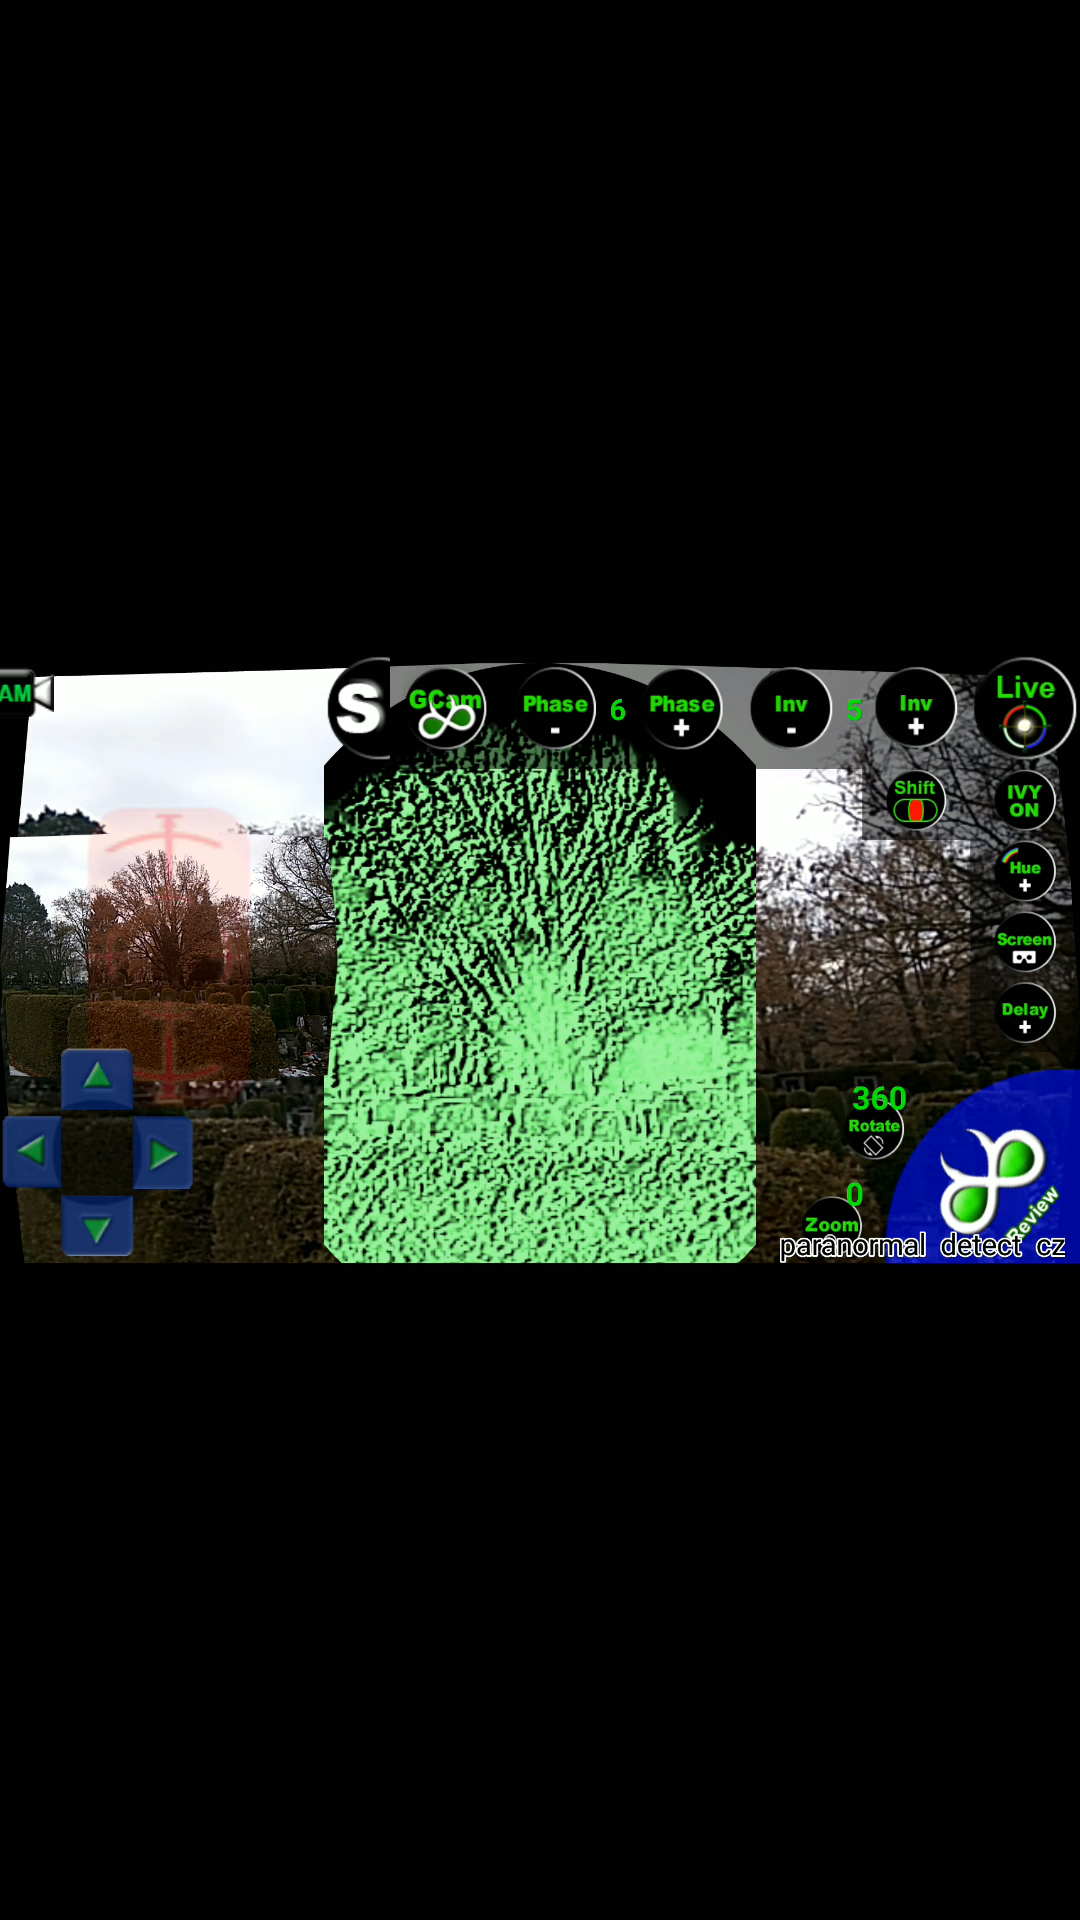 AM
S
GCam
Phase
-
6
Phase
+
Inv
-
5
Inv
+
Live
Shift
IVY
ON
Hue
+
Screen
Delay
+
360
Rotate
0
Zoom
Review
paranormal detect cz